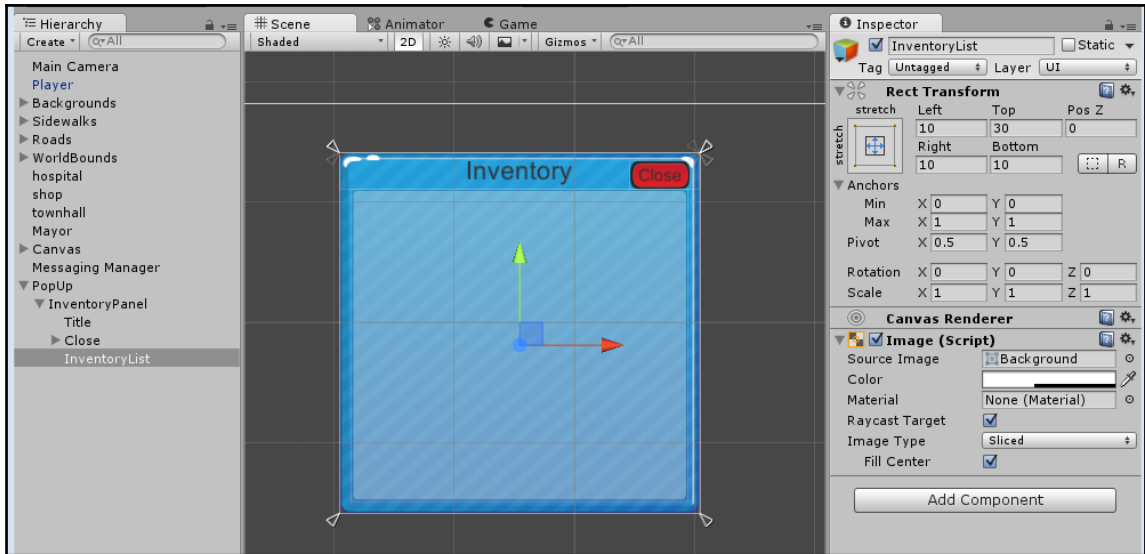 Hierarchy
Create All
Main Camera
Player
Backgrounds
Sidewalks
Roads
WorldBounds
hospital
shop
townhall
Mayor
Canvas
Messaging Manager
PopUp
InventoryPanel
Title
Close
InventoryList
Scene Animator Game
Shaded 2D Gizmos All
Inventory Close
Inspector
InventoryList Static
Tag Untagged Layer UI
Rect Transform
stretch Left Top Pos Z
stretch 10 30 0
Right Bottom
10 10 R
Anchors
Min X 0 Y 0
Max X 1 Y 1
Pivot X 0.5 Y 0.5
Rotation X 0 Y 0 Z 0
Scale X 1 Y 1 Z 1
Canvas Renderer
Image (Script)
Source Image Background
Color
Material None (Material)
Raycast Target
Image Type Sliced
Fill Center
Add Component